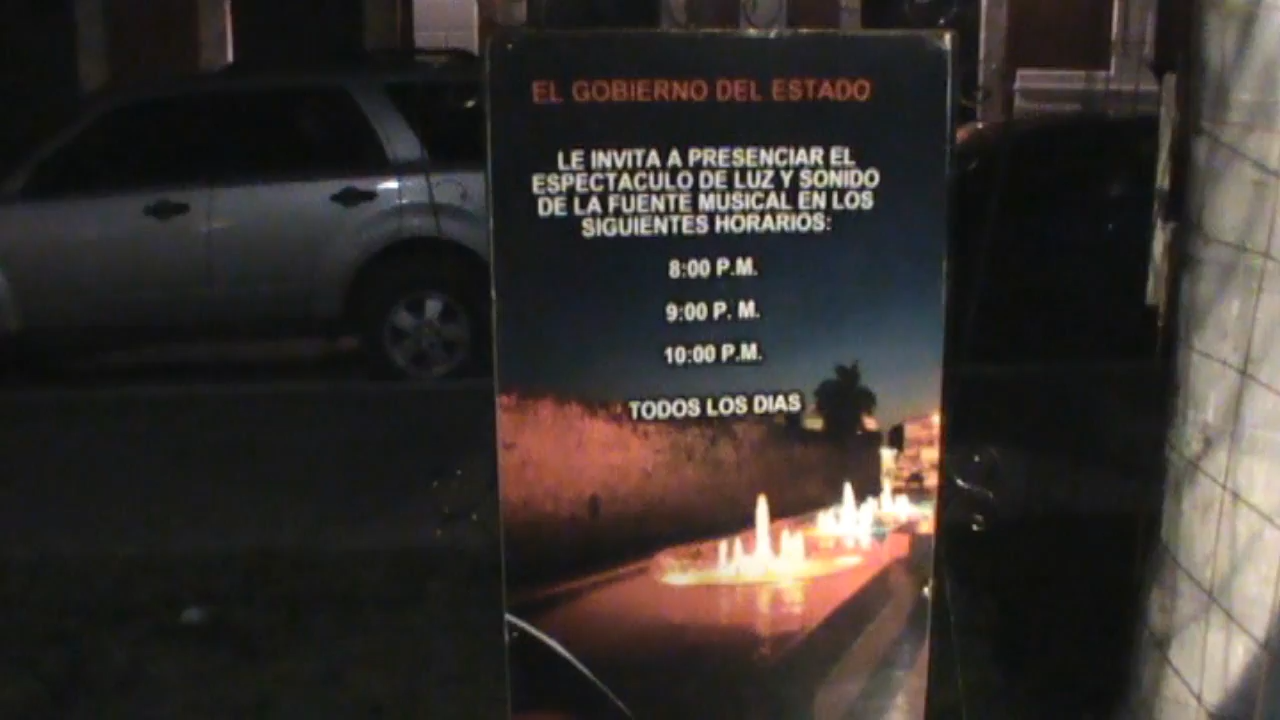 EL GOBIERNO DEL ESTADO
LE INVITA A PRESENCIAR EL
ESPECTACULO DE LUZ Y SONIDO
DE LA FUENTE MUSICAL EN LOS
SIGUIENTES HORARIOS:
8:00 P.M.
9:00 P. M.
10:00 P.M.
TODOS LOS DIAS